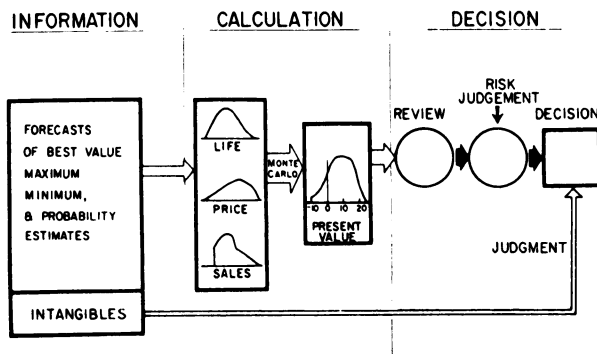 INFORMATION
CALCULATION
DECISION
FORECASTS
OF BEST VALUE
MAXIMUM
MINIMUM,
& PROBABILITY
ESTIMATES
INTANGIBLES
LIFE
PRICE
SALES
MONTE
CARLO
-10 0 10 20
PRESENT
VALUE
REVIEW
RISK
JUDGEMENT
DECISION
JUDGMENT